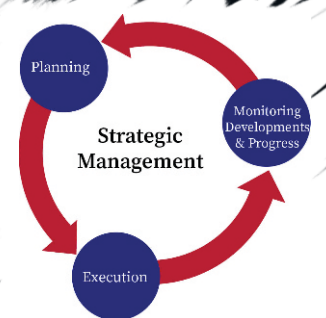 Planning
Monitoring
Developments
& Progress
Strategic
Management
Execution